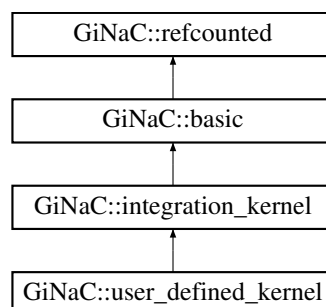 GiNaC::refcounted
GiNaC::basic
GiNaC::integration_kernel
GiNaC::user_defined_kernel